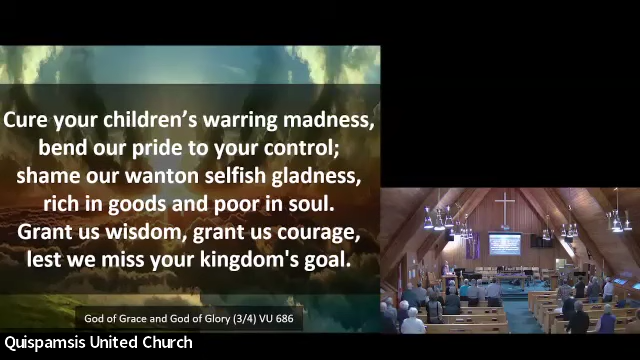 Cure your children's warring madness,
bend our pride to your control;
shame our wanton selfish gladness,
rich in goods and poor in soul.
Grant us wisdom, grant us courage,
lest we miss your kingdom's goal.
God of Grace and God of Glory (3/4) VU 686
Quispamsis United Church